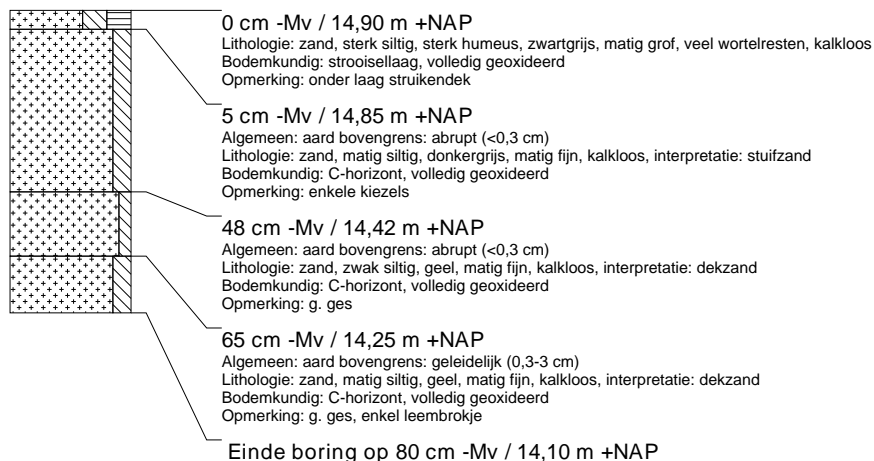 0 cm -Mv / 14,90 m +NAP
Lithologie: zand, sterk siltig, sterk humeus, zwartgrijs, matig grof, veel wortelresten, kalkloos
Bodemkundig: strooisellaag, volledig geoxideerd
Opmerking: onder laag struikendek
5 cm -Mv / 14,85 m +NAP
Algemeen: aard bovengrens: abrupt (<0,3 cm)
Lithologie: zand, matig siltig, donkergrijs, matig fijn, kalkloos, interpretatie: stuifzand
Bodemkundig: C-horizont, volledig geoxideerd
Opmerking: enkele kiezels
48 cm -Mv / 14,42 m +NAP
Algemeen: aard bovengrens: abrupt (<0,3 cm)
Lithologie: zand, zwak siltig, geel, matig fijn, kalkloos, interpretatie: dekzand
Bodemkundig: C-horizont, volledig geoxideerd
Opmerking: g. ges
65 cm -Mv / 14,25 m +NAP
Algemeen: aard bovengrens: geleidelijk (0,3-3 cm)
Lithologie: zand, matig siltig, geel, matig fijn, kalkloos, interpretatie: dekzand
Bodemkundig: C-horizont, volledig geoxideerd
Opmerking: g. ges, enkel leembrokje
Einde boring op 80 cm -Mv / 14,10 m +NAP